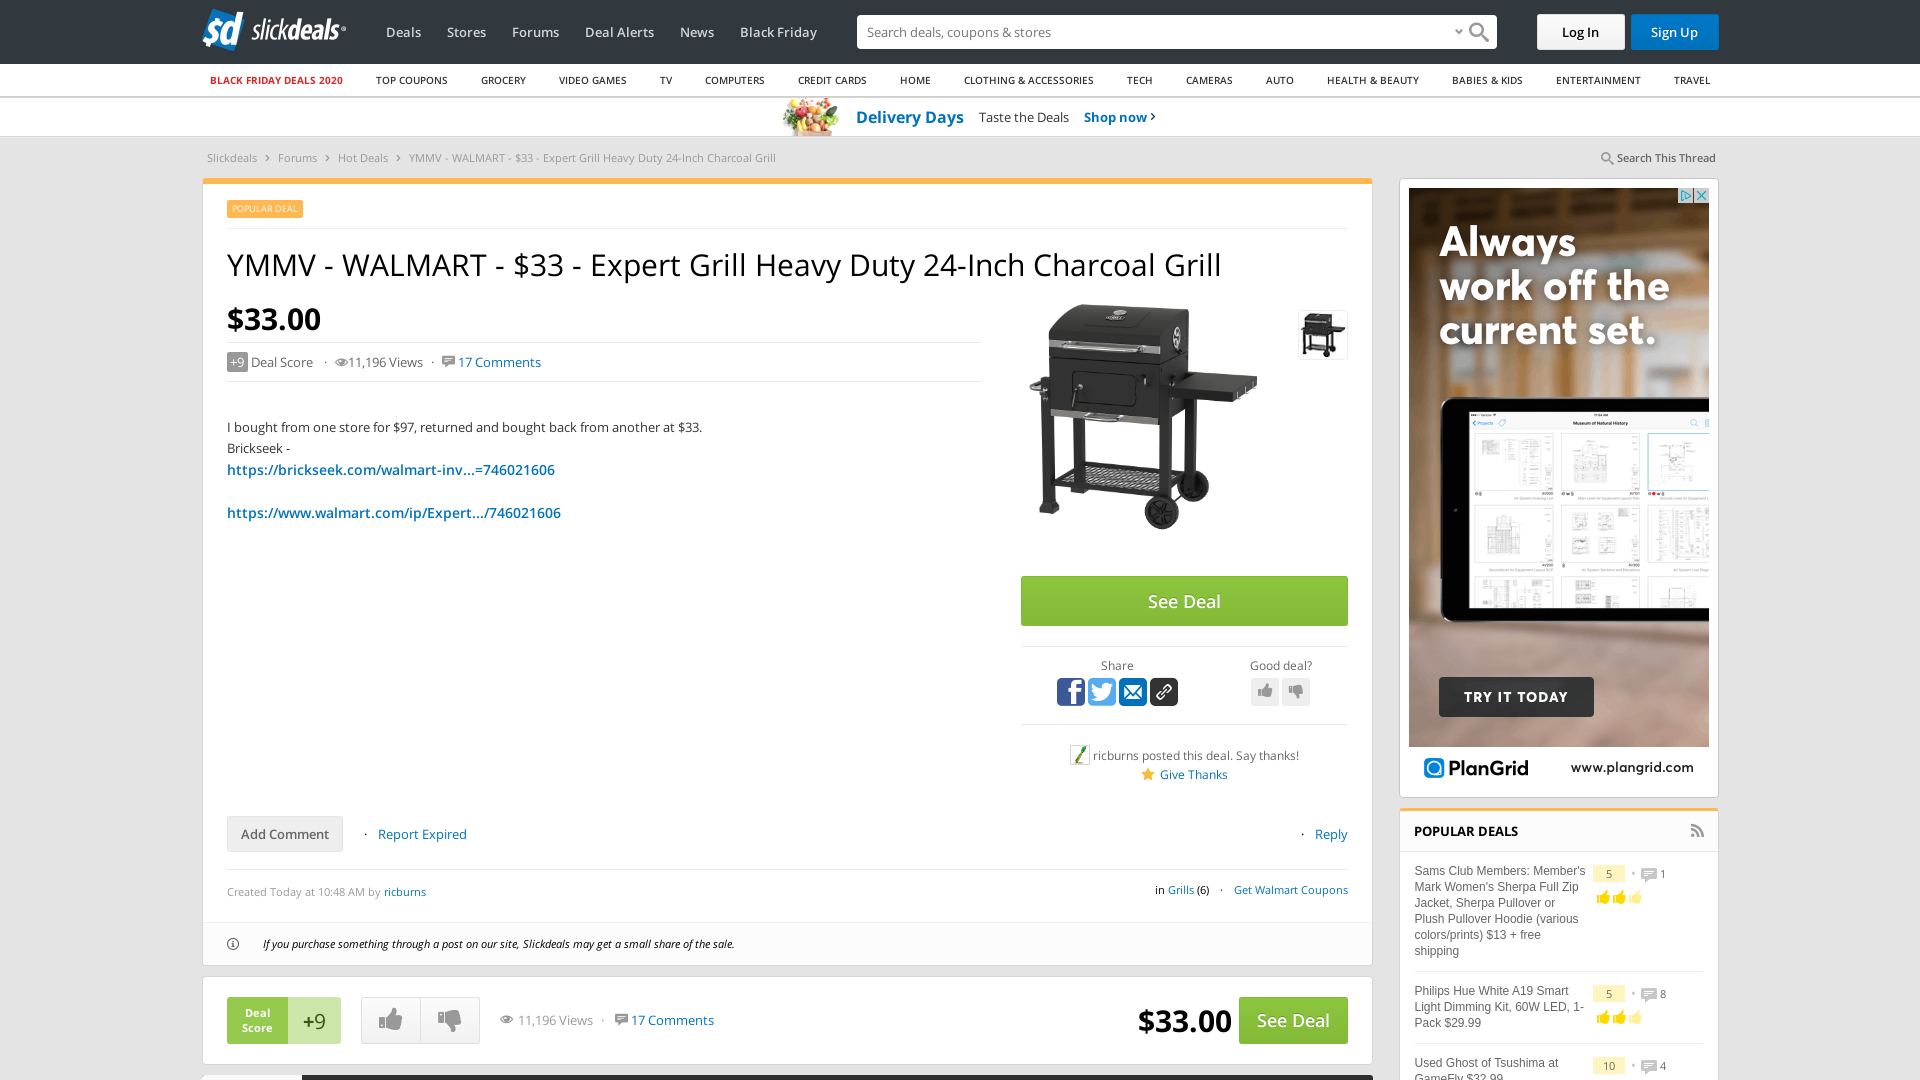 sd slickdeals
Deals Stores Forums Deal Alerts News Black Friday
Search deals, coupons & stores
Log In Sign Up
BLACK FRIDAY DEALS 2020 TOP COUPONS GROCERY VIDEO GAMES TV COMPUTERS CREDIT CARDS HOME CLOTHING & ACCESSORIES TECH CAMERAS AUTO HEALTH & BEAUTY BABIES & KIDS ENTERTAINMENT TRAVEL
Delivery Days Taste the Deals Shop now ›
Slickdeals › Forums › Hot Deals › YMMV - WALMART - $33 - Expert Grill Heavy Duty 24-Inch Charcoal Grill
Search This Thread
POPULAR DEAL
YMMV - WALMART - $33 - Expert Grill Heavy Duty 24-Inch Charcoal Grill
$33.00
+9 Deal Score · 11,196 Views · 17 Comments
I bought from one store for $97, returned and bought back from another at $33.
Brickseek -
https://brickseek.com/walmart-inv...=746021606
https://www.walmart.com/ip/Expert.../746021606
See Deal
Share
Good deal?
ricburns posted this deal. Say thanks!
Give Thanks
Add Comment · Report Expired
· Reply
Created Today at 10:48 AM by ricburns
in Grills (6) · Get Walmart Coupons
If you purchase something through a post on our site, Slickdeals may get a small share of the sale.
Deal
Score
+9
11,196 Views · 17 Comments
$33.00
See Deal
Always
work off the
current set.
Projects
Museum of Natural History
TRY IT TODAY
PlanGrid
www.plangrid.com
POPULAR DEALS
Sams Club Members: Member's
Mark Women's Sherpa Full Zip
Jacket, Sherpa Pullover or
Plush Pullover Hoodie (various
colors/prints) $13 + free
shipping
5 • 1
Philips Hue White A19 Smart
Light Dimming Kit, 60W LED, 1-
Pack $29.99
5 • 8
Used Ghost of Tsushima at
GameFly $32.99
10 • 4